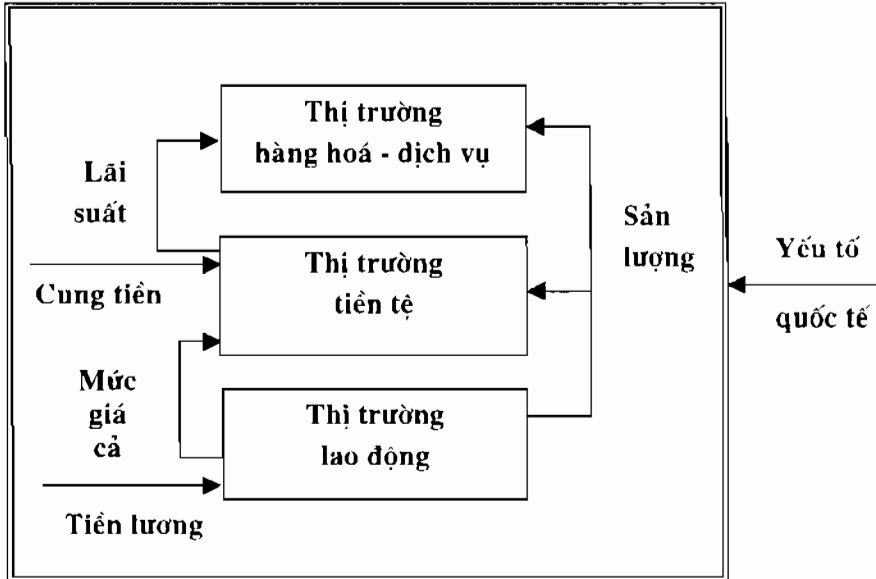 Thị trường
hàng hoá - dịch vụ
Lãi
suất
Sản
lượng
Thị trường
tiền tệ
Cung tiền
Yếu tố
quốc tế
Mức
giá
cả
Thị trường
lao động
Tiền lương